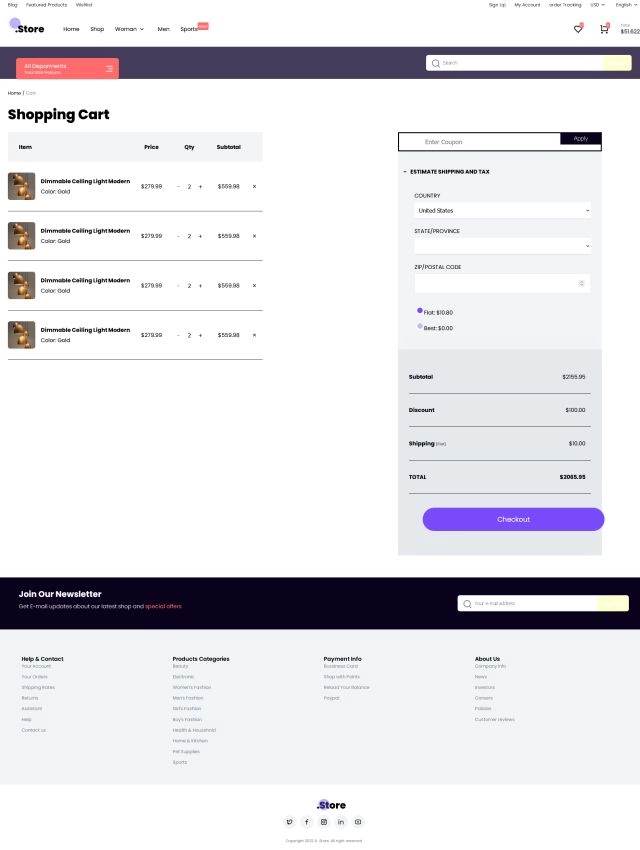 Blog Featured Products Wishlist
Sign Up My Account order Tracking USD English
.Store
Home Shop Woman Men Sports
Total
$51.622
All Deparments
Search
Home / Cart
Shopping Cart
Item Price Qty Subtotal
Dimmable Ceiling Light Modern
Color: Gold
$279.99 - 2 + $559.98 ×
Dimmable Ceiling Light Modern
Color: Gold
$279.99 - 2 + $559.98 ×
Dimmable Ceiling Light Modern
Color: Gold
$279.99 - 2 + $559.98 ×
Dimmable Ceiling Light Modern
Color: Gold
$279.99 - 2 + $559.98 ×
Enter Coupon Apply
- ESTIMATE SHIPPING AND TAX
COUNTRY
United States
STATE/PROVINCE
ZIP/POSTAL CODE
Flat: $10.80
Best: $0.00
Subtotal $2155.95
Discount $100.00
Shipping $10.00
TOTAL $2065.95
Checkout
Join Our Newsletter
Get E-mail updates about our latest shop and special offers
Your e-mail address
Help & Contact
Your Account
Your Orders
Shipping Rates
Returns
Assistant
Help
Contact us
Products Categories
Beauty
Electronic
Women's Fashion
Men's Fashion
Girl's Fashion
Boy's Fashion
Health & Household
Home & Kitchen
Pet Supplies
Sports
Payment Info
Bussiness Card
Shop with Points
Reload Your Balance
Paypal
About Us
Company Info
News
Investors
Careers
Policies
Customer reviews
.Store
Copyright 2022 © .Store. All right reserved